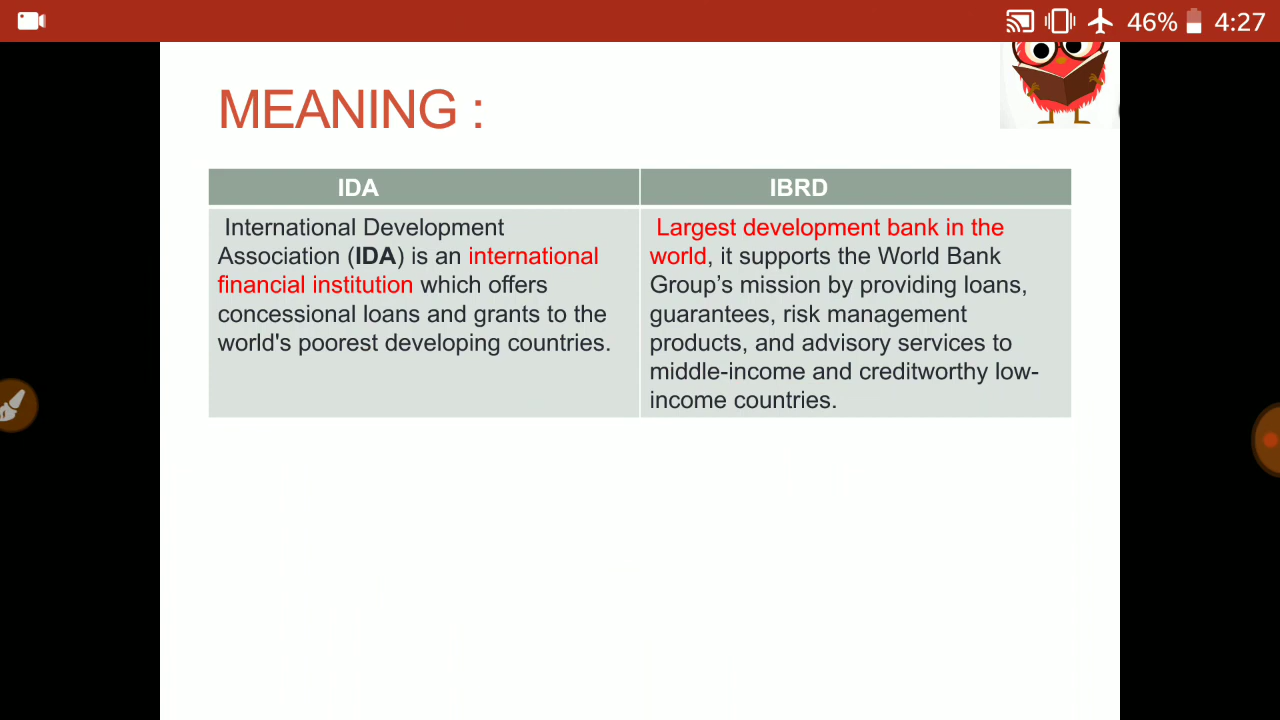 46% 4:27
MEANING :
IDA
IBRD
International Development
Association (IDA) is an international
financial institution which offers
concessional loans and grants to the
world's poorest developing countries.
Largest development bank in the
world, it supports the World Bank
Group’s mission by providing loans,
guarantees, risk management
products, and advisory services to
middle-income and creditworthy low-
income countries.